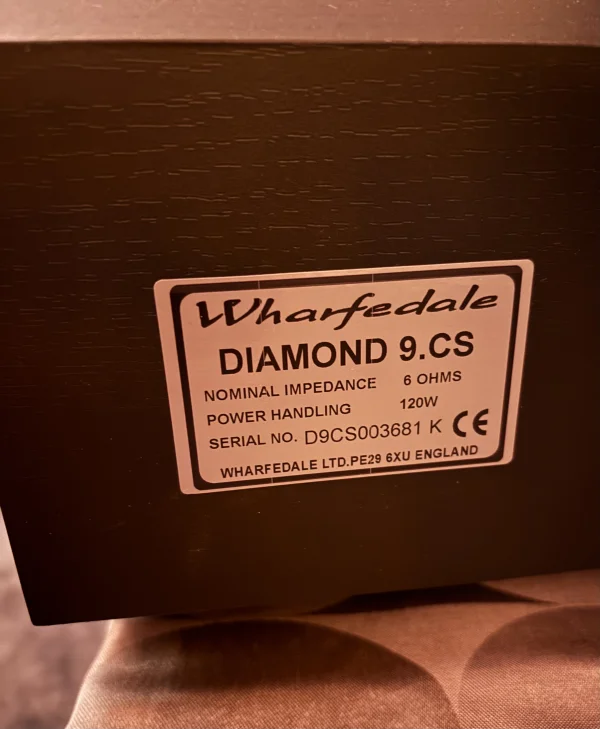 Wharfedale
DIAMOND 9.CS
NOMINAL IMPEDANCE 6 OHMS
POWER HANDLING 120W
SERIAL NO. D9CS003681 K CE
WHARFEDALE LTD.PE29 6XU ENGLAND